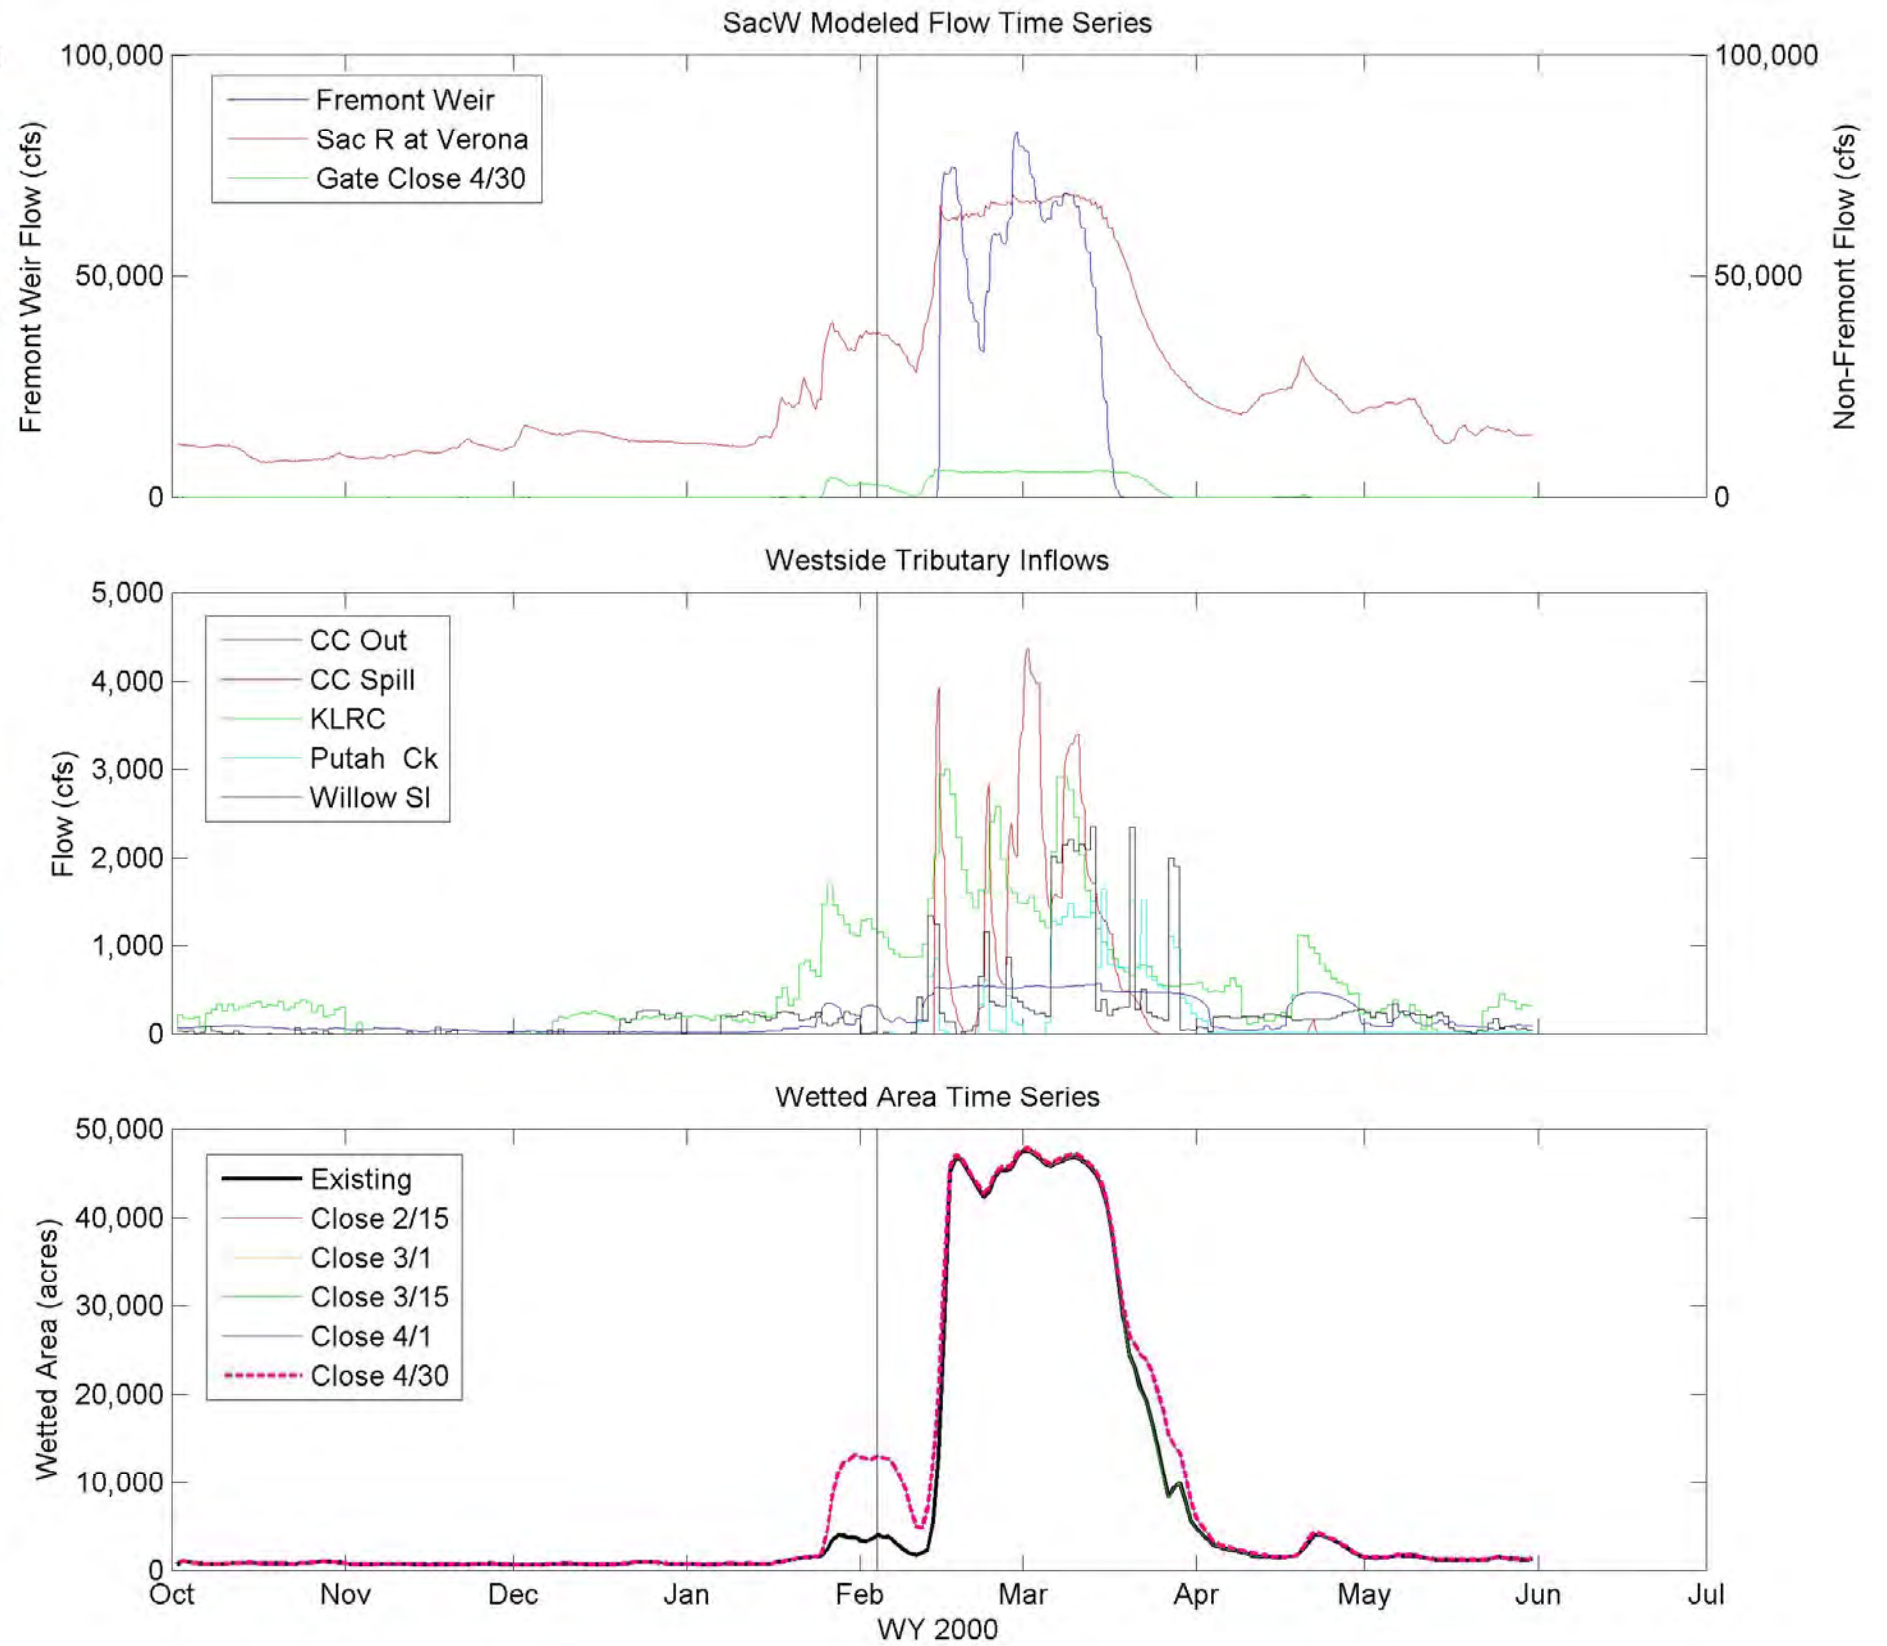 SacW Modeled Flow Time Series
100,000
50,000
0
Fremont Weir Flow (cfs)
Fremont Weir
Sac R at Verona
Gate Close 4/30
100,000
50,000
0
Non-Fremont Flow (cfs)
Westside Tributary Inflows
5,000
4,000
3,000
2,000
1,000
0
Flow (cfs)
CC Out
CC Spill
KLRC
Putah Ck
Willow Sl
Wetted Area Time Series
50,000
40,000
30,000
20,000
10,000
0
Wetted Area (acres)
Existing
Close 2/15
Close 3/1
Close 3/15
Close 4/1
Close 4/30
Oct Nov Dec Jan Feb Mar Apr May Jun Jul
WY 2000